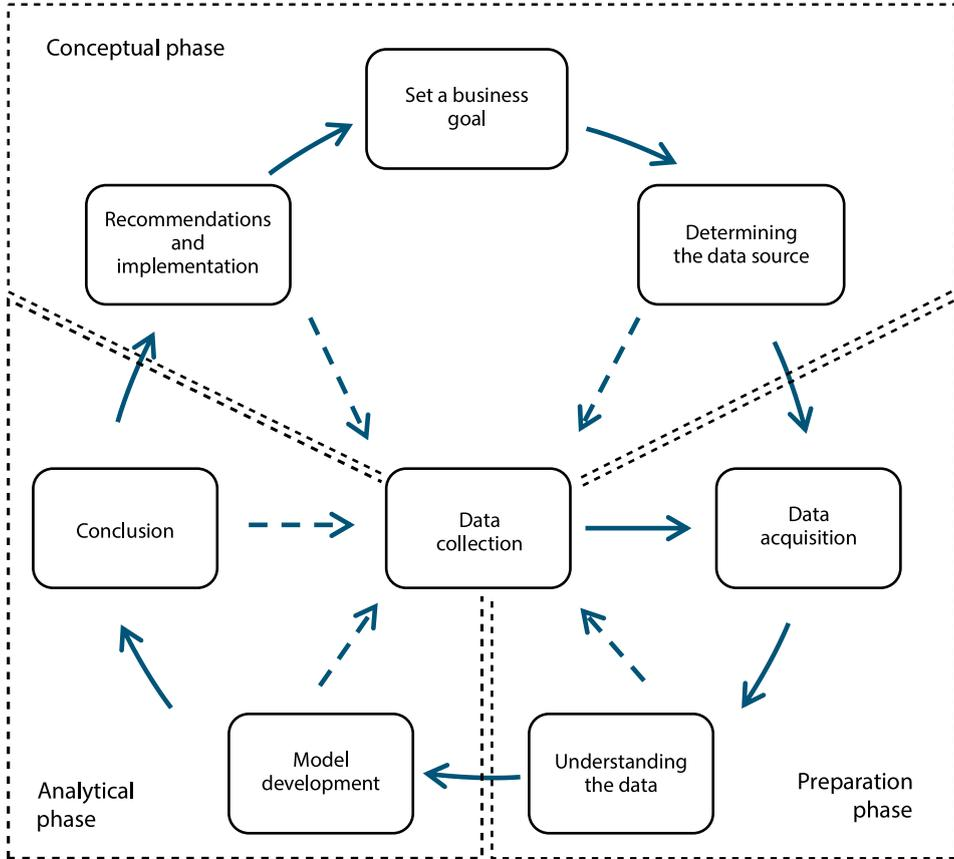 Conceptual phase
Set a business
goal
Recommendations
and
implementation
Determining
the data source
Conclusion
Data
collection
Data
acquisition
Model
development
Understanding
the data
Analytical
phase
Preparation
phase